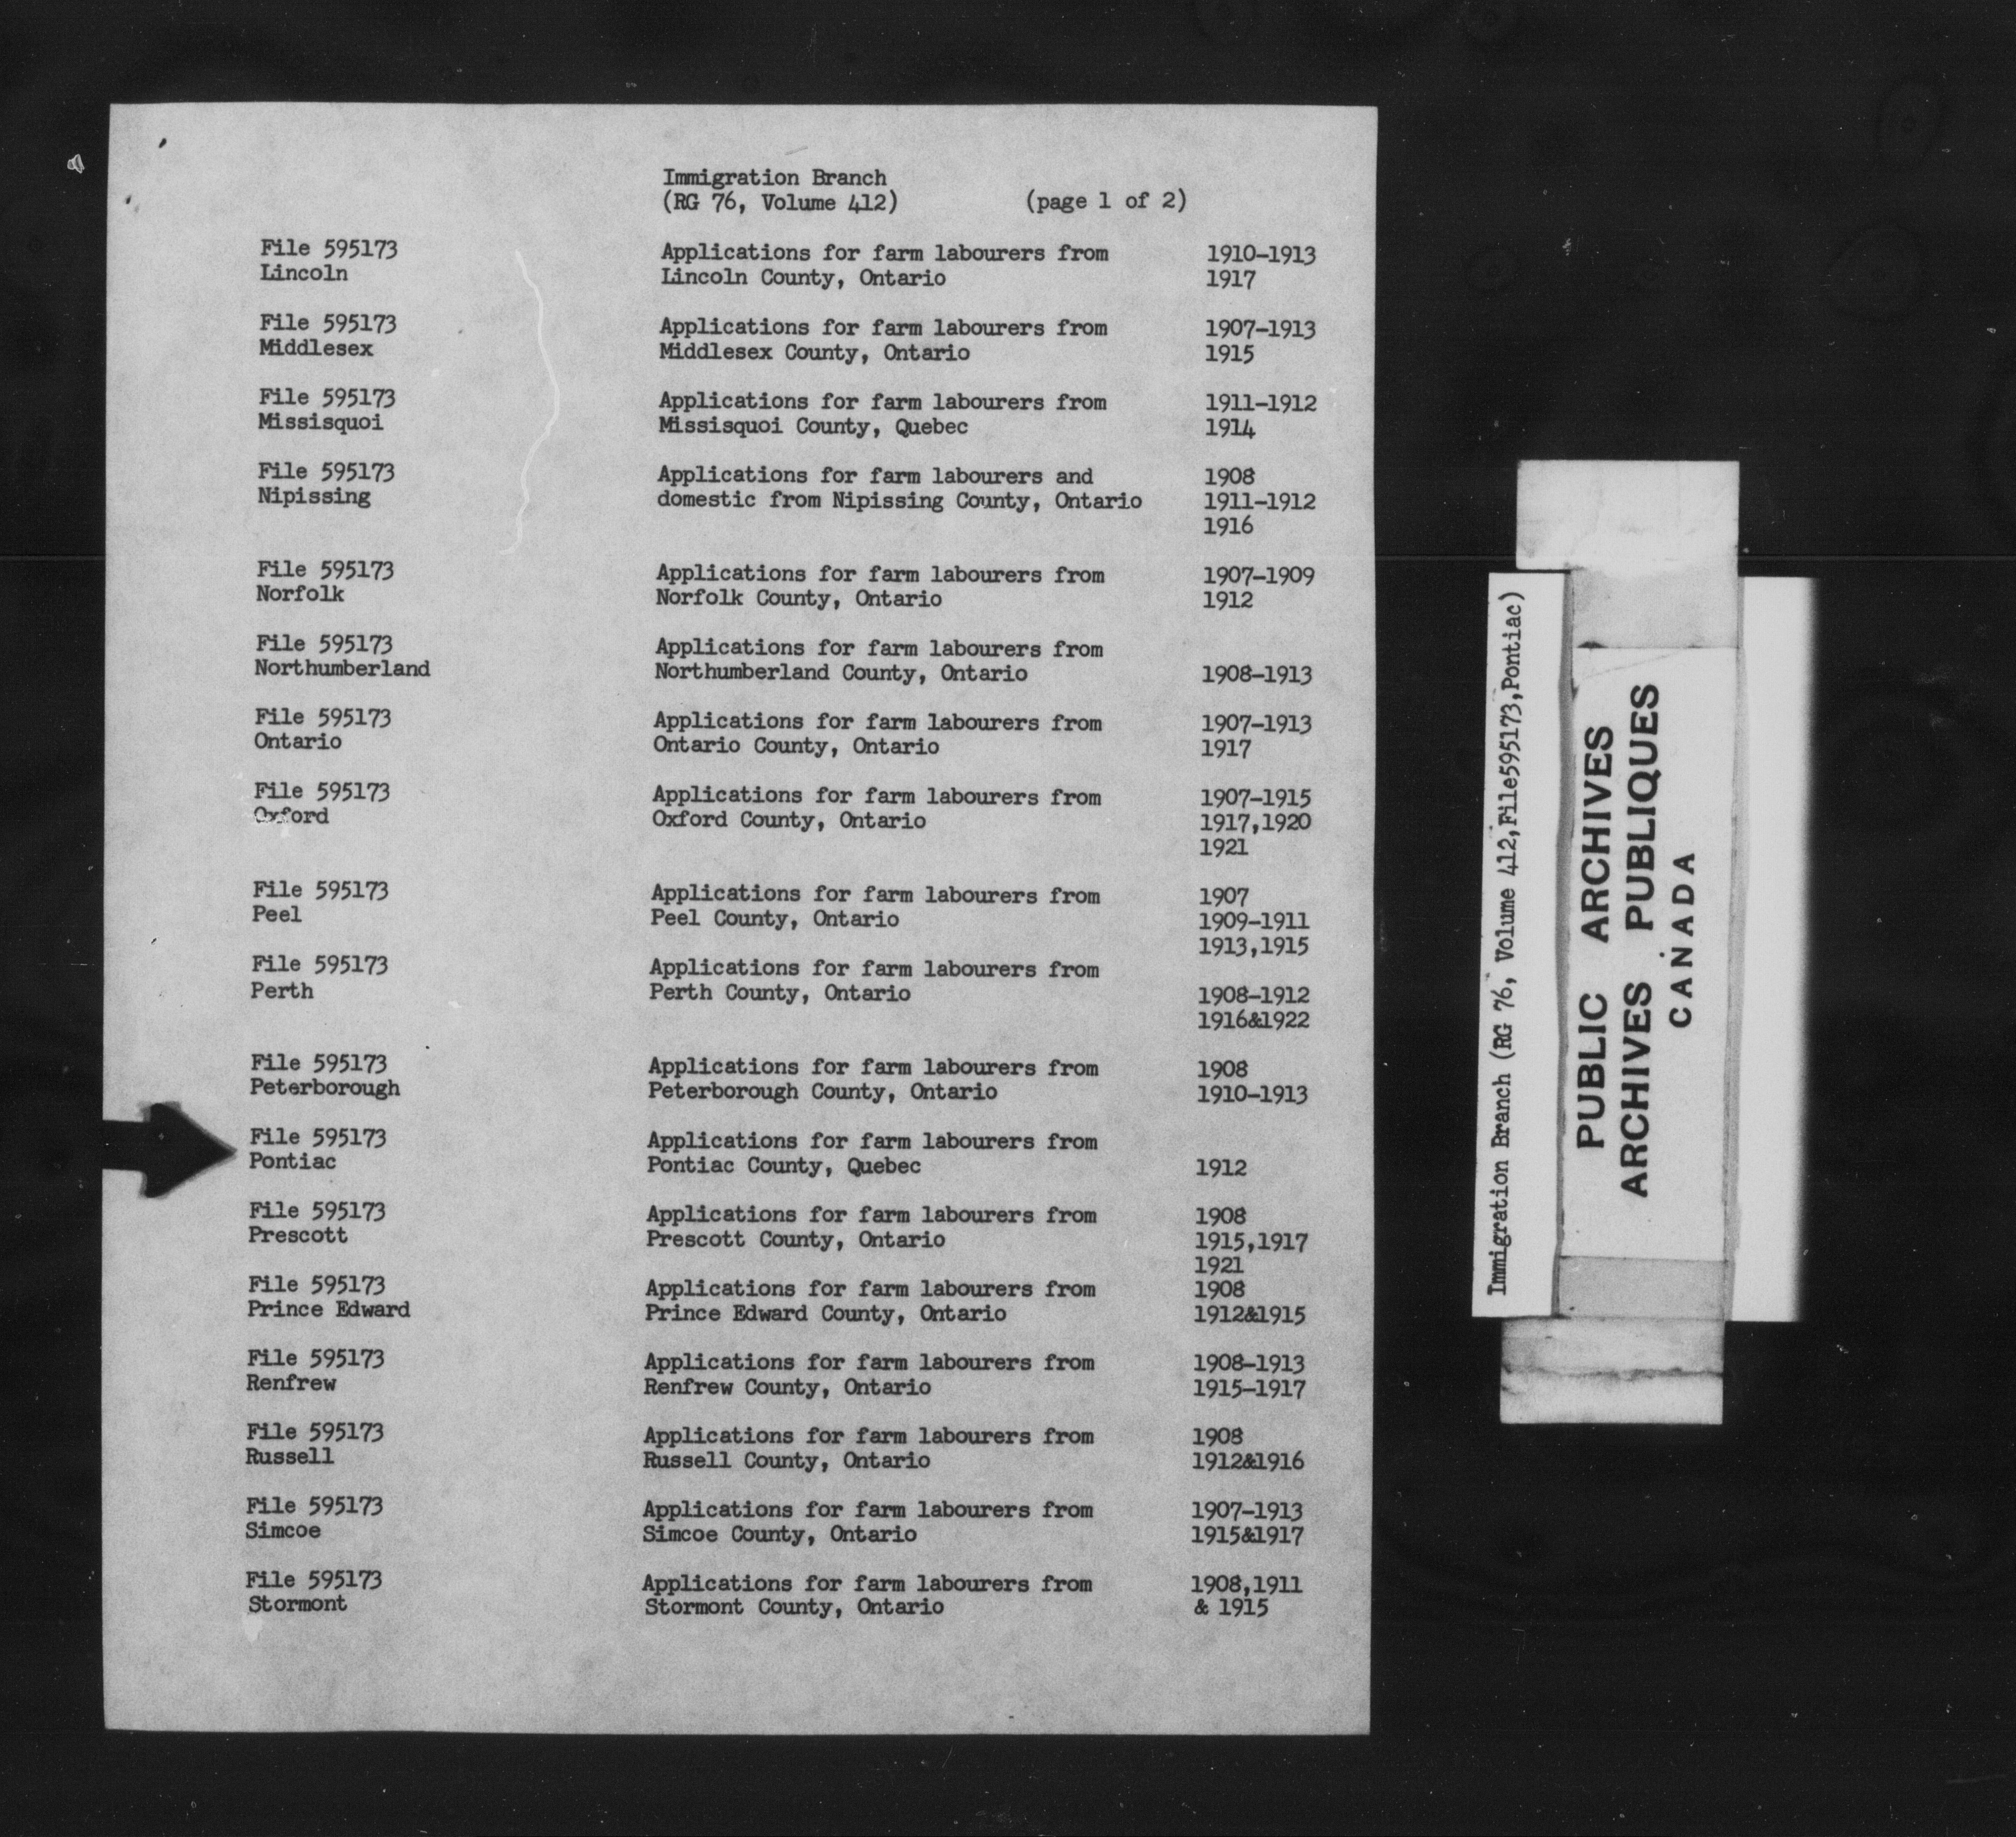 Immigration Branch
(RG 76, Volume 412) (page 1 of 2)
File 595173 Applications for farm labourers from 1910-1913
Lincoln Lincoln County, Ontario 1917
File 595173 Applications for farm labourers from 1907-1913
Middlesex Middlesex County, Ontario 1915
File 595173 Applications for farm labourers from 1911-1912
Missisquoi Missisquoi County, Quebec 1914
File 595173 Applications for farm labourers and 1908
Nipissing domestic from Nipissing County, Ontario 1911-1912
1916
File 595173 Applications for farm labourers from 1907-1909
Norfolk Norfolk County, Ontario 1912
File 595173 Applications for farm labourers from
Northumberland Northumberland County, Ontario 1908-1913
File 595173 Applications for farm labourers from 1907-1913
Ontario Ontario County, Ontario 1917
File 595173 Applications for farm labourers from 1907-1915
Oxford Oxford County, Ontario 1917,1920
1921
File 595173 Applications for farm labourers from 1907
Peel Peel County, Ontario 1909-1911
1913,1915
File 595173 Applications for farm labourers from
Perth Perth County, Ontario 1908-1912
1916&1922
File 595173 Applications for farm labourers from 1908
Peterborough Peterborough County, Ontario 1910-1913
File 595173 Applications for farm labourers from
Pontiac Pontiac County, Quebec 1912
File 595173 Applications for farm labourers from 1908
Prescott Prescott County, Ontario 1915,1917
1921
File 595173 Applications for farm labourers from 1908
Prince Edward Prince Edward County, Ontario 1912&1915
File 595173 Applications for farm labourers from 1908-1913
Renfrew Renfrew County, Ontario 1915-1917
File 595173 Applications for farm labourers from 1908
Russell Russell County, Ontario 1912&1916
File 595173 Applications for farm labourers from 1907-1913
Simcoe Simcoe County, Ontario 1915&1917
File 595173 Applications for farm labourers from 1908,1911
Stormont Stormont County, Ontario & 1915
Immigration Branch (RG 76, Volume 412,File595173,Pontiac)
PUBLIC ARCHIVES
ARCHIVES PUBLIQUES
CANADA